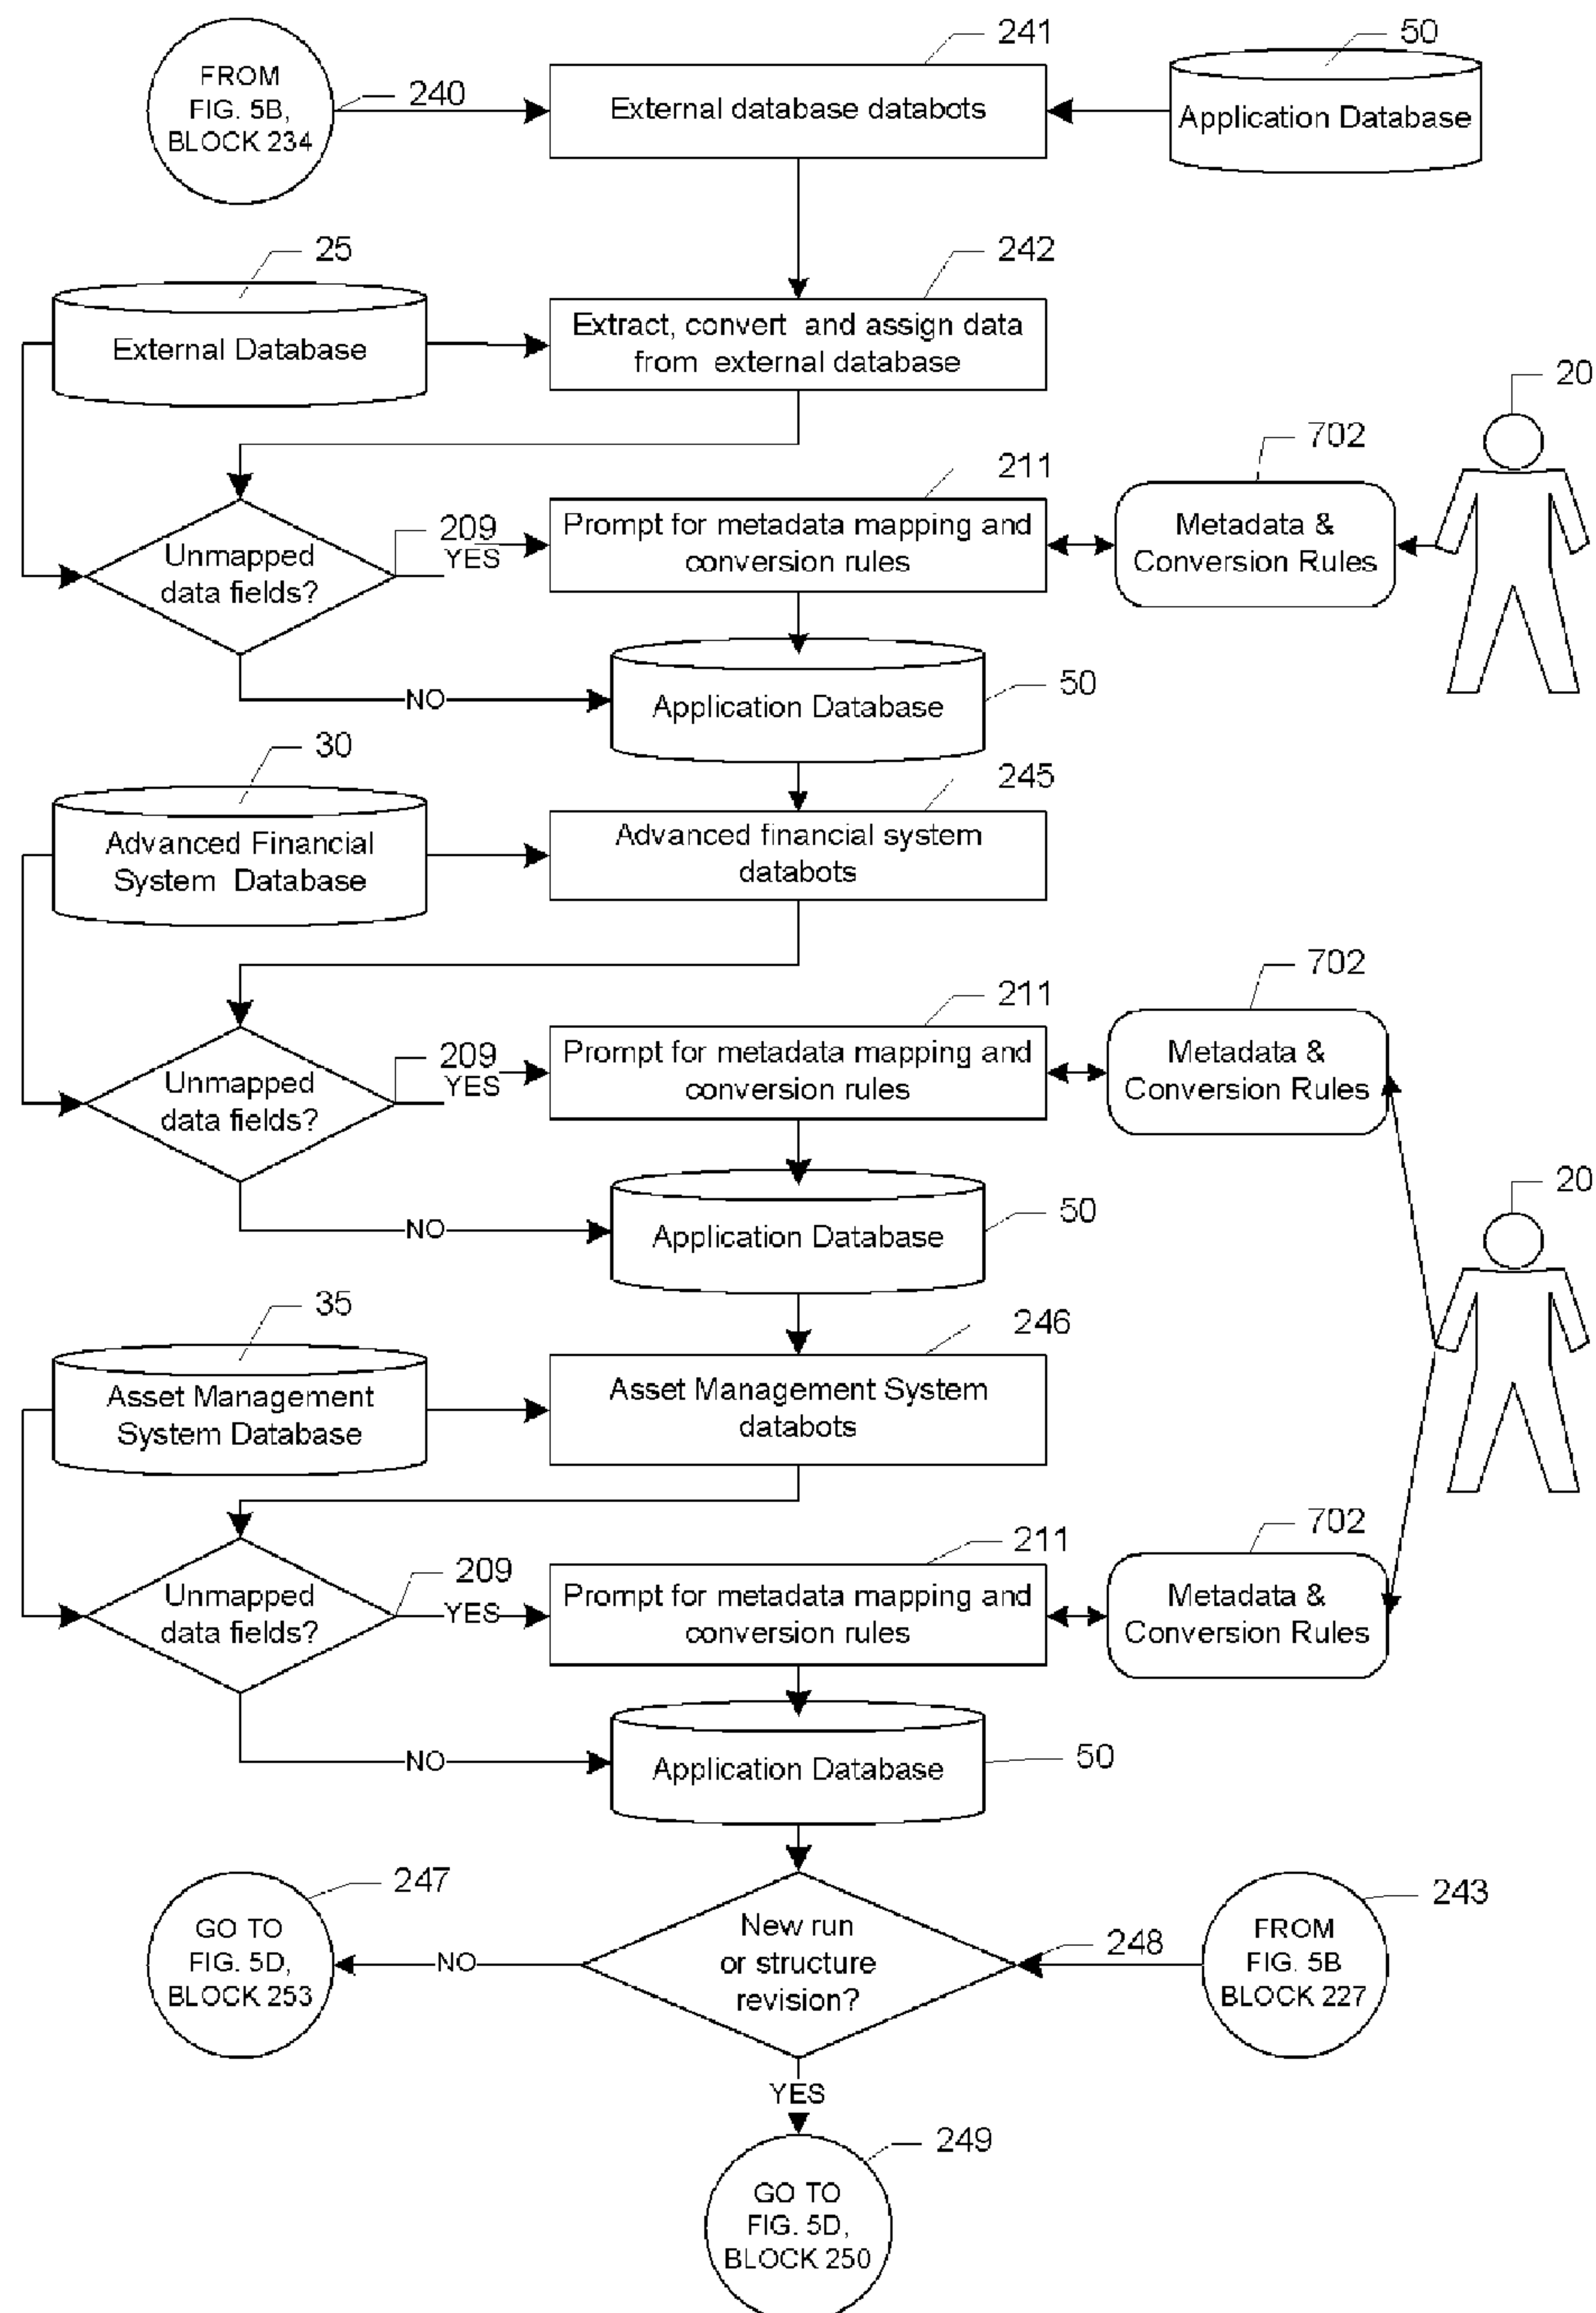 241
50
FROM
FIG. 5B,
BLOCK 234
240
External database databots
Application Database
25
242
External Database
Extract, convert and assign data
from external database
20
702
211
209
YES
Unmapped
data fields?
Prompt for metadata mapping and
conversion rules
Metadata &
Conversion Rules
NO
Application Database
50
30
245
Advanced Financial
System Database
Advanced financial system
databots
702
211
209
YES
Unmapped
data fields?
Prompt for metadata mapping and
conversion rules
Metadata &
Conversion Rules
20
NO
Application Database
50
35
246
Asset Management
System Database
Asset Management System
databots
702
211
209
YES
Unmapped
data fields?
Prompt for metadata mapping and
conversion rules
Metadata &
Conversion Rules
NO
Application Database
50
247
243
GO TO
FIG. 5D,
BLOCK 253
NO
New run
or structure
revision?
248
FROM
FIG. 5B
BLOCK 227
YES
249
GO TO
FIG. 5D,
BLOCK 250